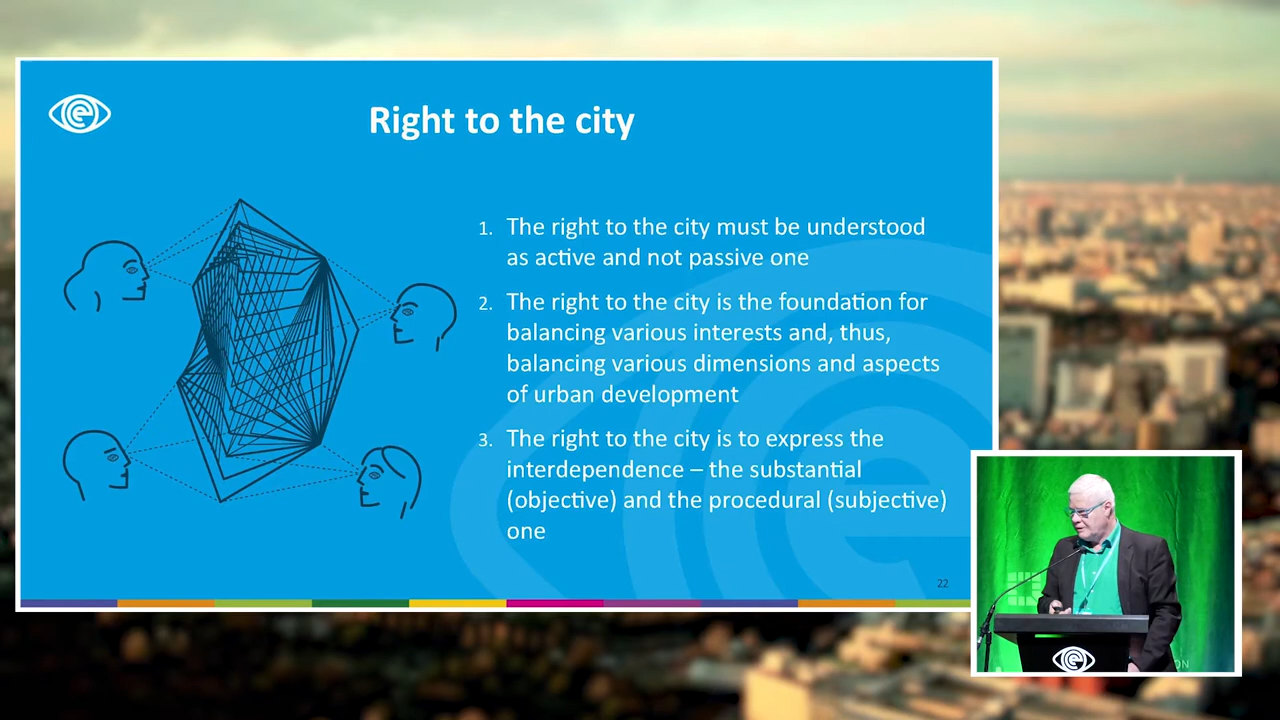 e
Right to the city
1. The right to the city must be understood
as active and not passive one
2. The right to the city is the foundation for
balancing various interests and, thus,
balancing various dimensions and aspects
of urban development
3. The right to the city is to express the
interdependence – the substantial
(objective) and the procedural (subjective)
one
22
e
ON